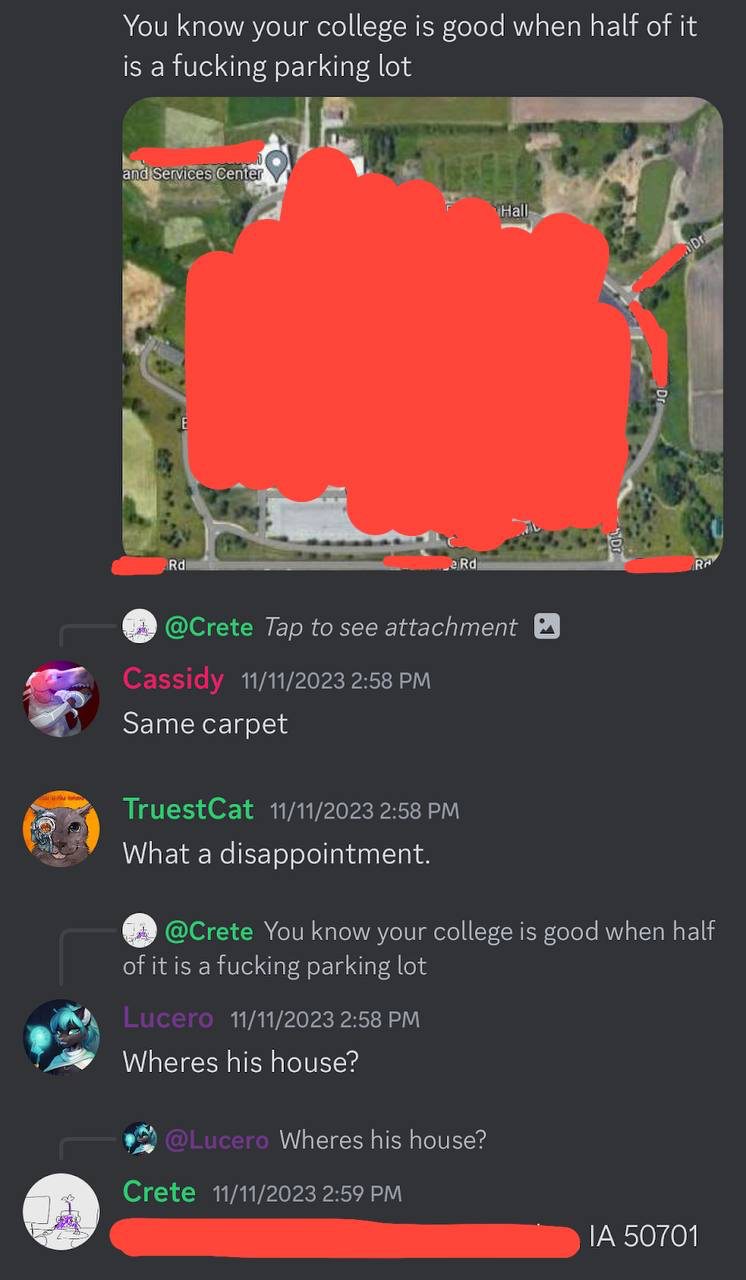 You know your college is good when half of it
is a fucking parking lot
and Services Center
Hall
Dr
Dr
Dr
Rd
e Rd
Rd
@Crete Tap to see attachment
Cassidy 11/11/2023 2:58 PM
Same carpet
TruestCat 11/11/2023 2:58 PM
What a disappointment.
@Crete You know your college is good when half
of it is a fucking parking lot
Lucero 11/11/2023 2:58 PM
Wheres his house?
@Lucero Wheres his house?
Crete 11/11/2023 2:59 PM
IA 50701